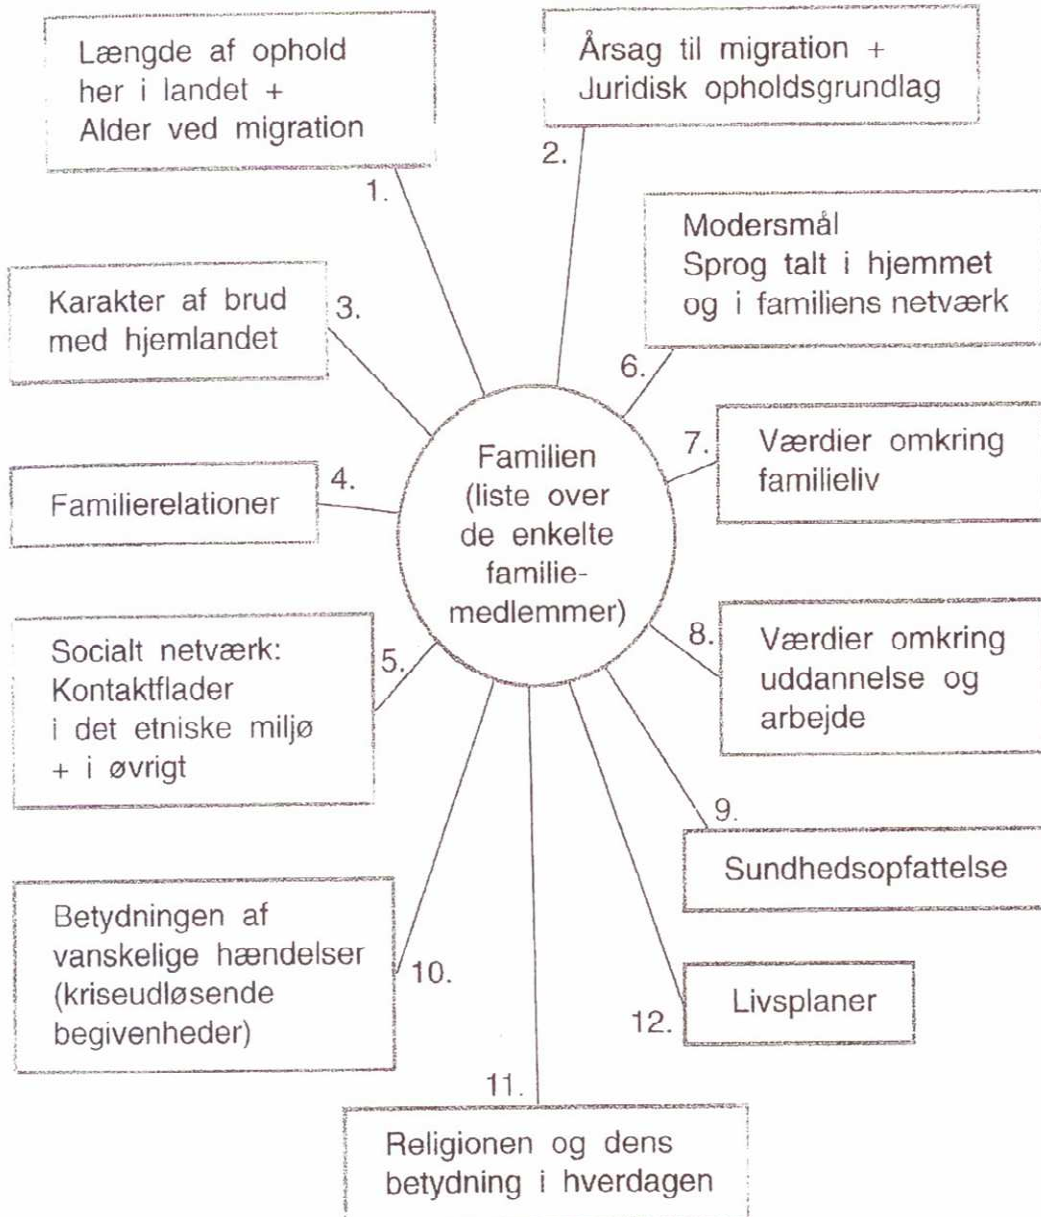 Længde af ophold
her i landet +
Alder ved migration
1.
Årsag til migration +
Juridisk opholdsgrundlag
2.
Karakter af brud
med hjemlandet
3.
Familierelationer
4.
Socialt netværk:
Kontaktflader
i det etniske miljø
+ i øvrigt
5.
Modersmål
Sprog talt i hjemmet
og i familiens netværk
6.
Familien
(liste over
de enkelte
familie-
medlemmer)
7.
Værdier omkring
familieliv
8.
Værdier omkring
uddannelse og
arbejde
9.
Sundhedsopfattelse
Betydningen af
vanskelige hændelser
(kriseudløsende
begivenheder)
10.
11.
Religionen og dens
betydning i hverdagen
12.
Livsplaner